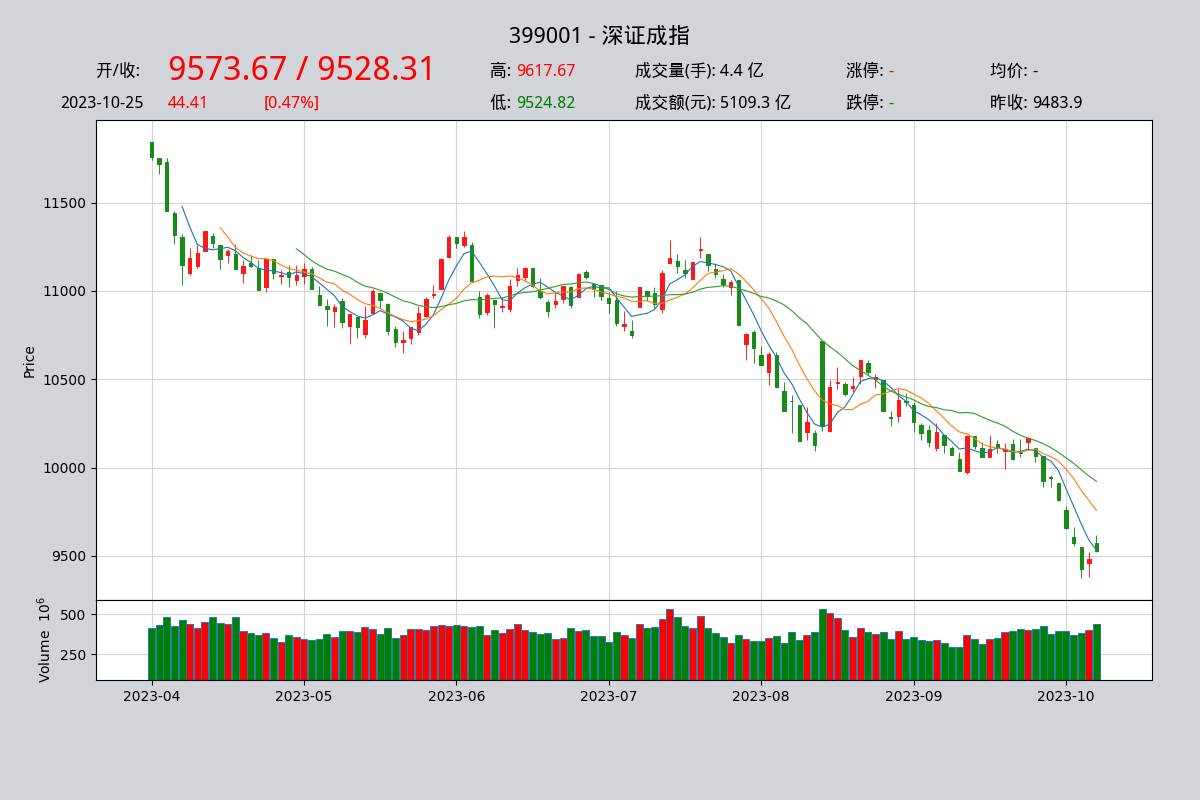 399001 - 深证成指
开/收: 9573.67 / 9528.31 高: 9617.67 成交量(手): 4.4 亿 涨停: - 均价: -
2023-10-25 44.41 [0.47%] 低: 9524.82 成交额(元): 5109.3 亿 跌停: - 昨收: 9483.9
Price
11500
11000
10500
10000
9500
Volume 10^6
500
250
2023-04 2023-05 2023-06 2023-07 2023-08 2023-09 2023-10